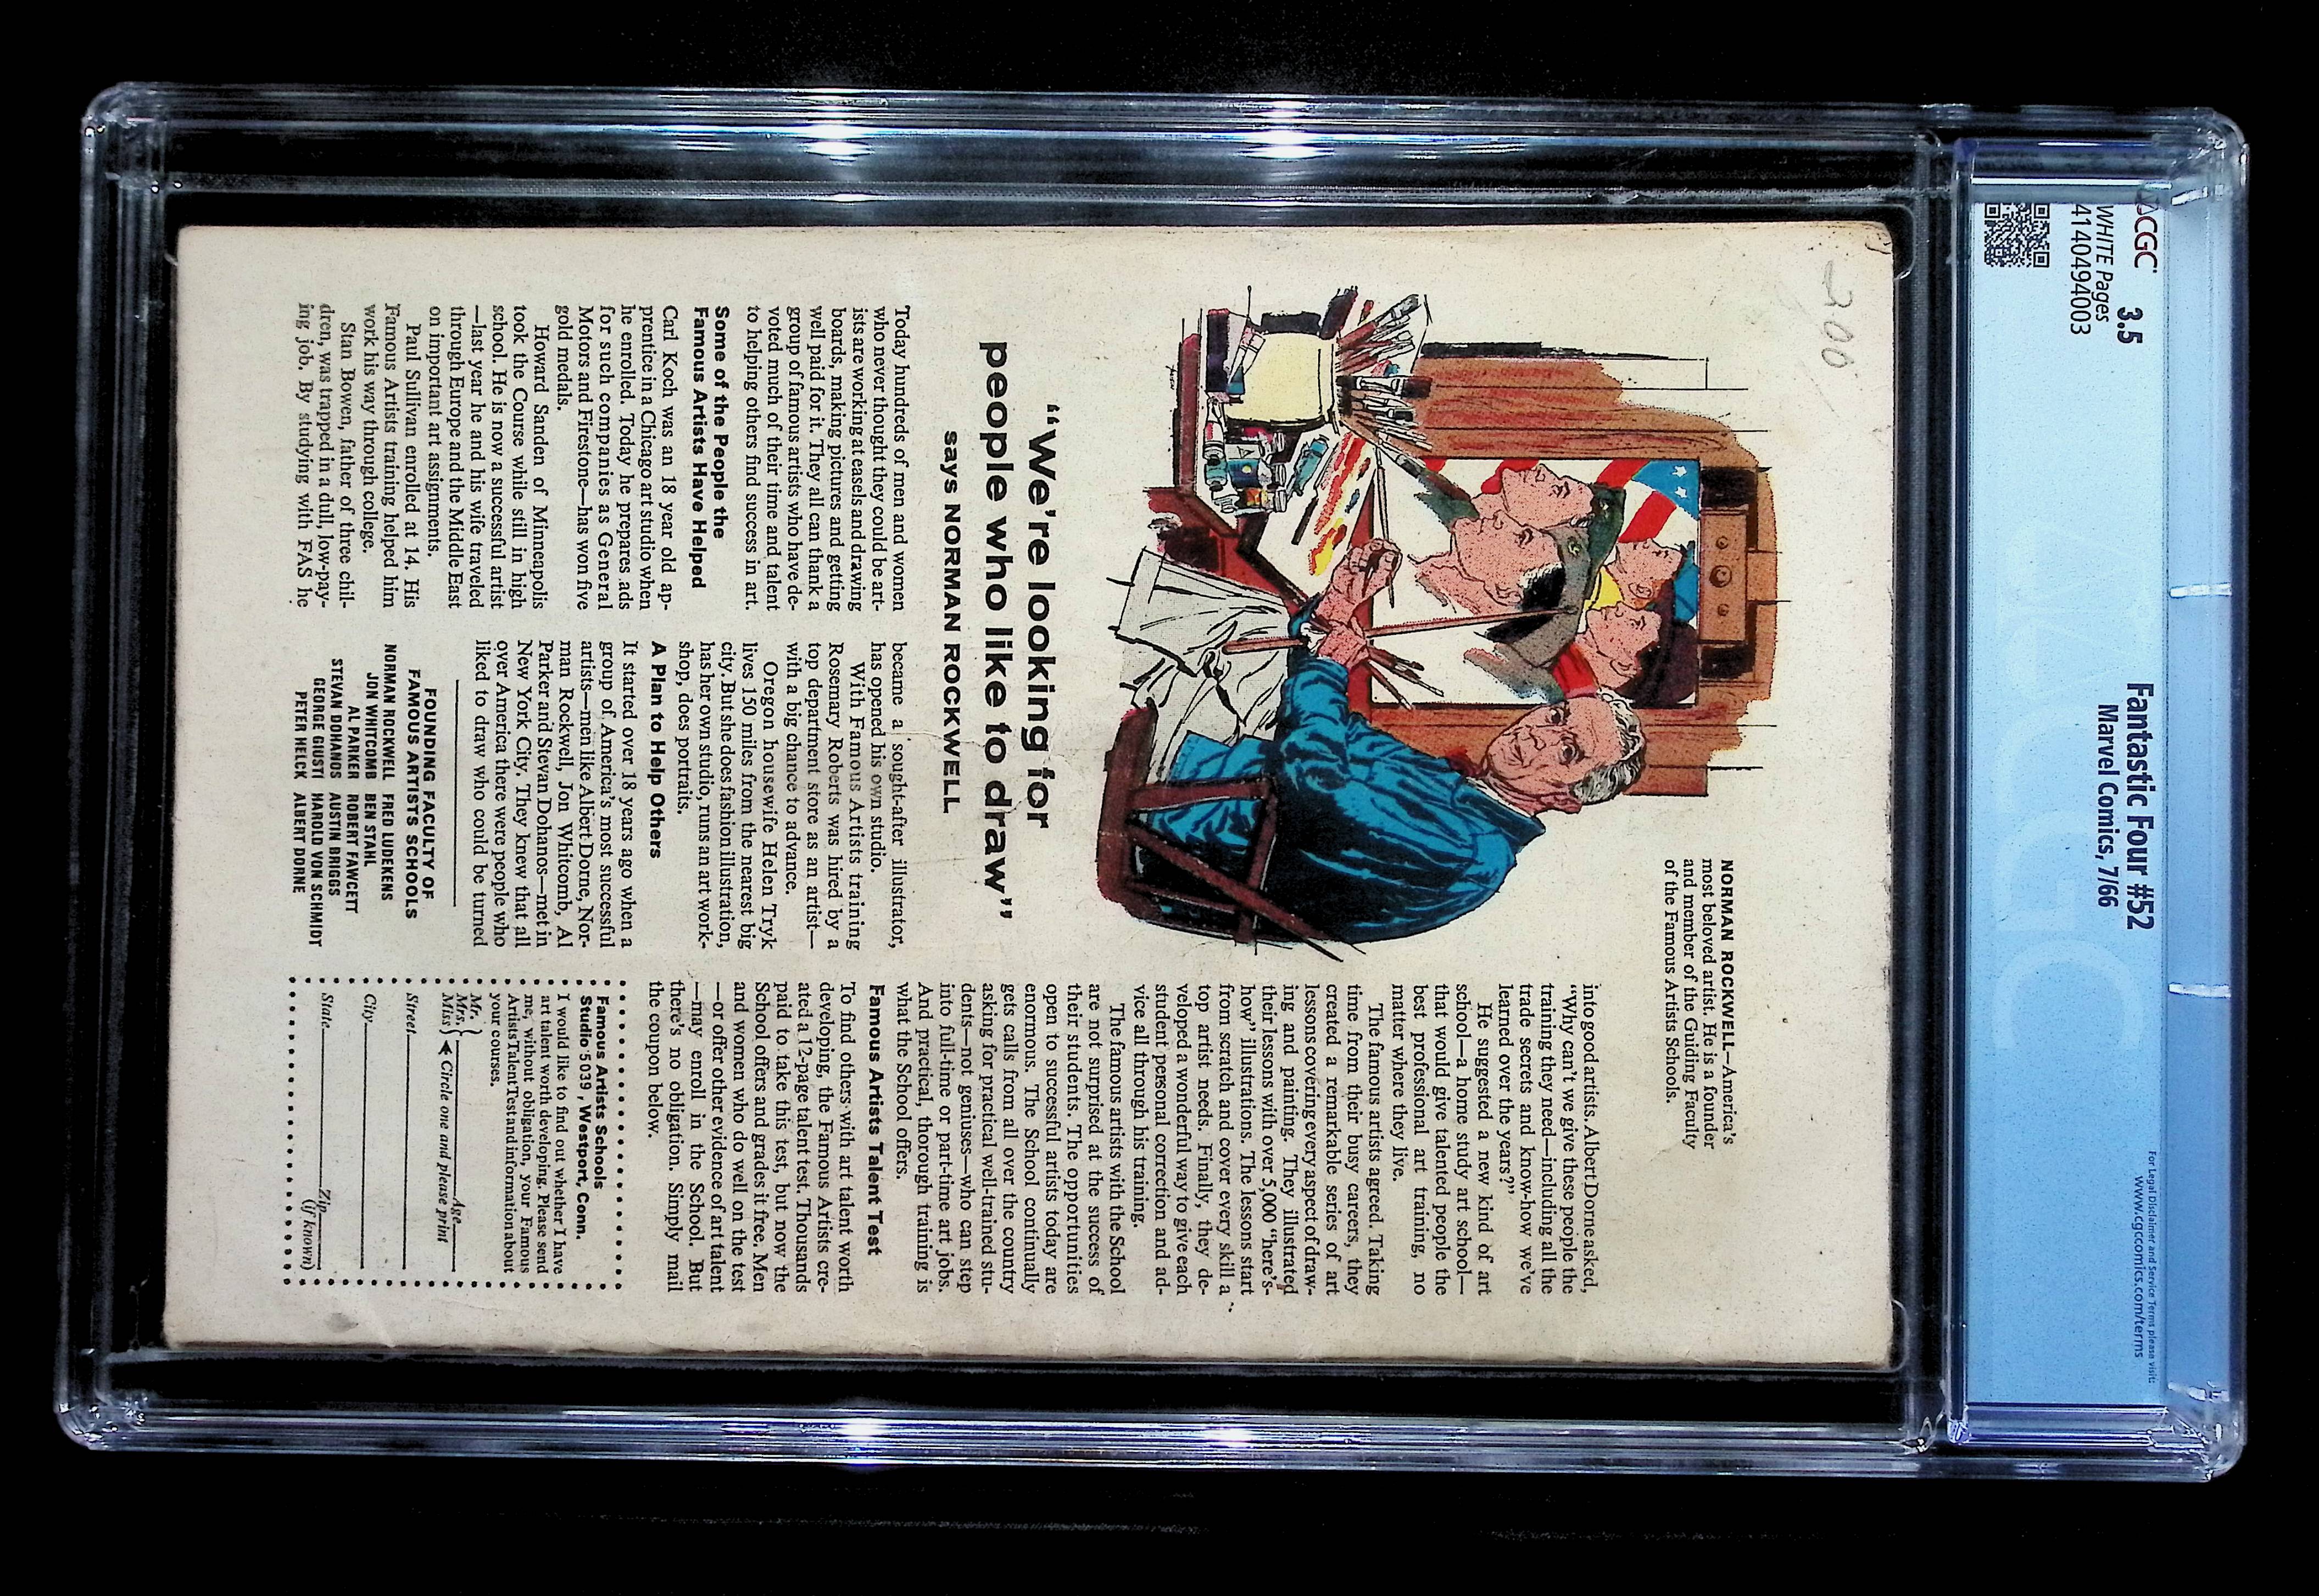 CGC
3.5
WHITE Pages
4140494003
Fantastic Four #52
Marvel Comics, 7/66
For Legal Disclaimer and Service Terms please visit:
www.cgccomics.com/terms
200
NORMAN ROCKWELL—America's
most beloved artist. He is a founder
and member of the Guiding Faculty
of the Famous Artists Schools.
“We're looking for
people who like to draw”
says NORMAN ROCKWELL
Today hundreds of men and women
who never thought they could be art-
ists are working at easels and drawing
boards, making pictures and getting
well paid for it. They all can thank a
group of famous artists who have de-
voted much of their time and talent
to helping others find success in art.
Some of the People the
Famous Artists Have Helped
Carl Koch was an 18 year old ap-
prentice in a Chicago art studio when
he enrolled. Today he prepares ads
for such companies as General
Motors and Firestone—has won five
gold medals.
Howard Sanden of Minneapolis
took the Course while still in high
school. He is now a successful artist
—last year he and his wife traveled
through Europe and the Middle East
on important art assignments.
Paul Sullivan enrolled at 14. His
Famous Artists training helped him
work his way through college.
Stan Bowen, father of three chil-
dren, was trapped in a dull, low-pay-
ing job. By studying with FAS he
became a sought-after illustrator,
has opened his own studio.
With Famous Artists training
Rosemary Roberts was hired by a
top department store as an artist—
with a big chance to advance.
Oregon housewife Helen Tryk
lives 150 miles from the nearest big
city. But she does fashion illustration,
has her own studio, runs an art work-
shop, does portraits.
A Plan to Help Others
It started over 18 years ago when a
group of America's most successful
artists—men like Albert Dorne, Nor-
man Rockwell, Jon Whitcomb, Al
Parker and Stevan Dohanos—met in
New York City. They knew that all
over America there were people who
liked to draw who could be turned
FOUNDING FACULTY OF
FAMOUS ARTISTS SCHOOLS
NORMAN ROCKWELL FRED LUDEKENS
JON WHITCOMB BEN STAHL
AL PARKER ROBERT FAWCETT
STEVAN DOHANOS AUSTIN BRIGGS
GEORGE GIUSTI HAROLD VON SCHMIDT
PETER HELCK ALBERT DORNE
into good artists. Albert Dorne asked,
“Why can't we give these people the
training they need—including all the
trade secrets and know-how we've
learned over the years?”
He suggested a new kind of art
school—a home study art school—
that would give talented people the
best professional art training, no
matter where they live.
The famous artists agreed. Taking
time from their busy careers, they
created a remarkable series of art
lessons covering every aspect of draw-
ing and painting. They illustrated
their lessons with over 5,000 “here's-
how” illustrations. The lessons start
from scratch and cover every skill a
top artist needs. Finally, they de-
veloped a wonderful way to give each
student personal correction and ad-
vice all through his training.
The famous artists with the School
are not surprised at the success of
their students. The opportunities
open to successful artists today are
enormous. The School continually
gets calls from all over the country
asking for practical well-trained stu-
dents—not geniuses—who can step
into full-time or part-time art jobs.
And practical, thorough training is
what the School offers.
Famous Artists Talent Test
To find others with art talent worth
developing, the Famous Artists cre-
ated a 12-page talent test. Thousands
paid to take this test, but now the
School offers and grades it free. Men
and women who do well on the test
—or offer other evidence of art talent
—may enroll in the School. But
there's no obligation. Simply mail
the coupon below.
Famous Artists Schools
Studio 5039, Westport, Conn.
I would like to find out whether I have
art talent worth developing. Please send
me, without obligation, your Famous
Artists Talent Test and information about
your courses.
Mr.
Mrs. Age
Miss Circle one and please print
Street
City
State Zip
(if known)